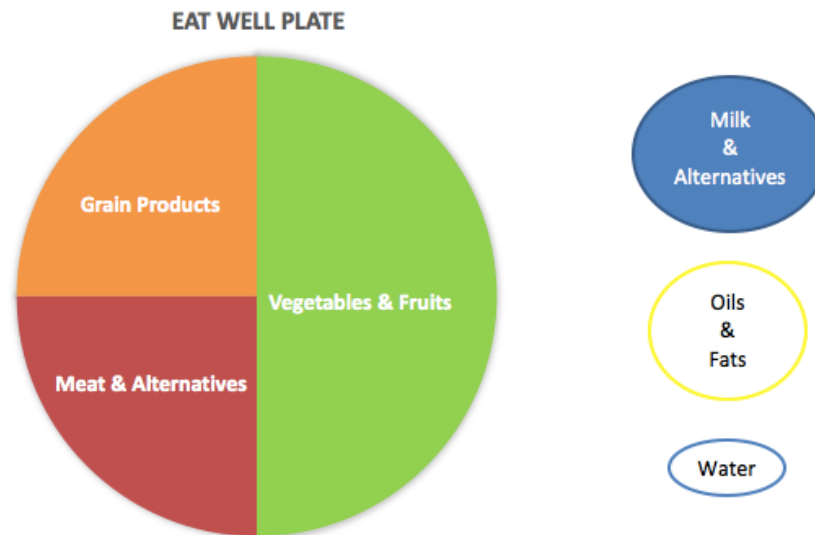 EAT WELL PLATE
Grain Products
Vegetables & Fruits
Meat & Alternatives
Milk
&
Alternatives
Oils
&
Fats
Water